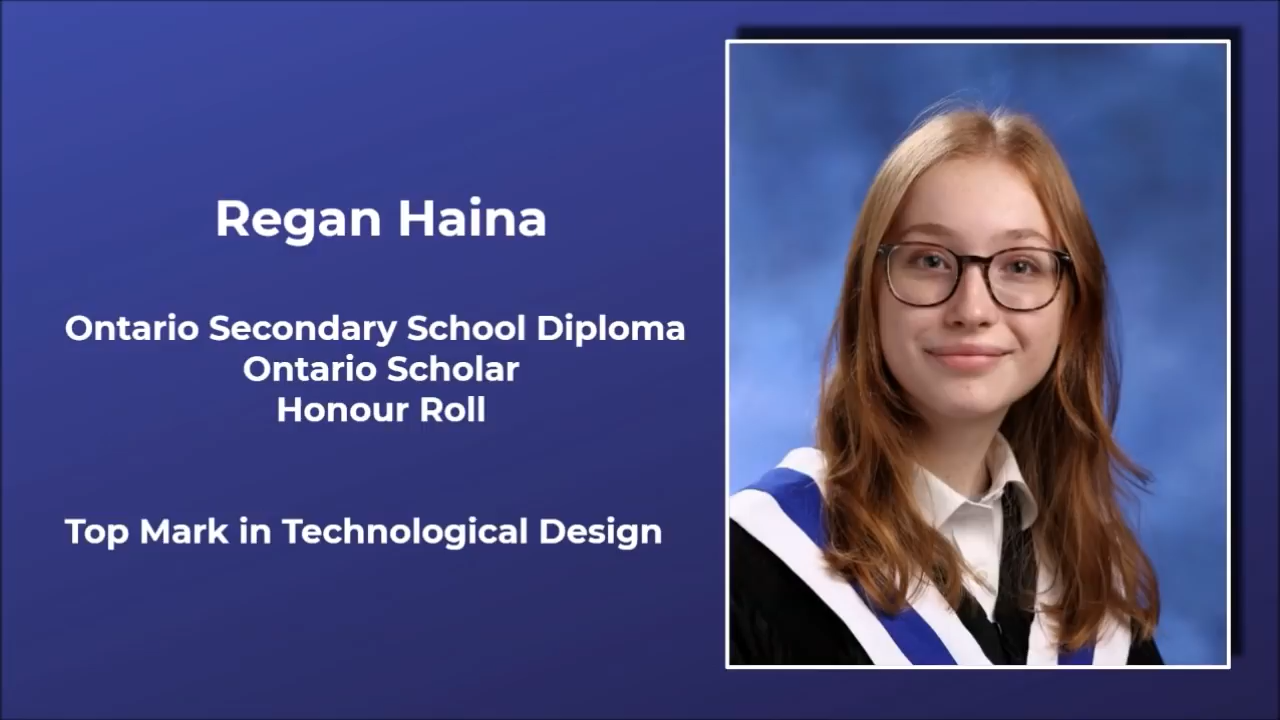 Regan Haina
Ontario Secondary School Diploma
Ontario Scholar
Honour Roll
Top Mark in Technological Design